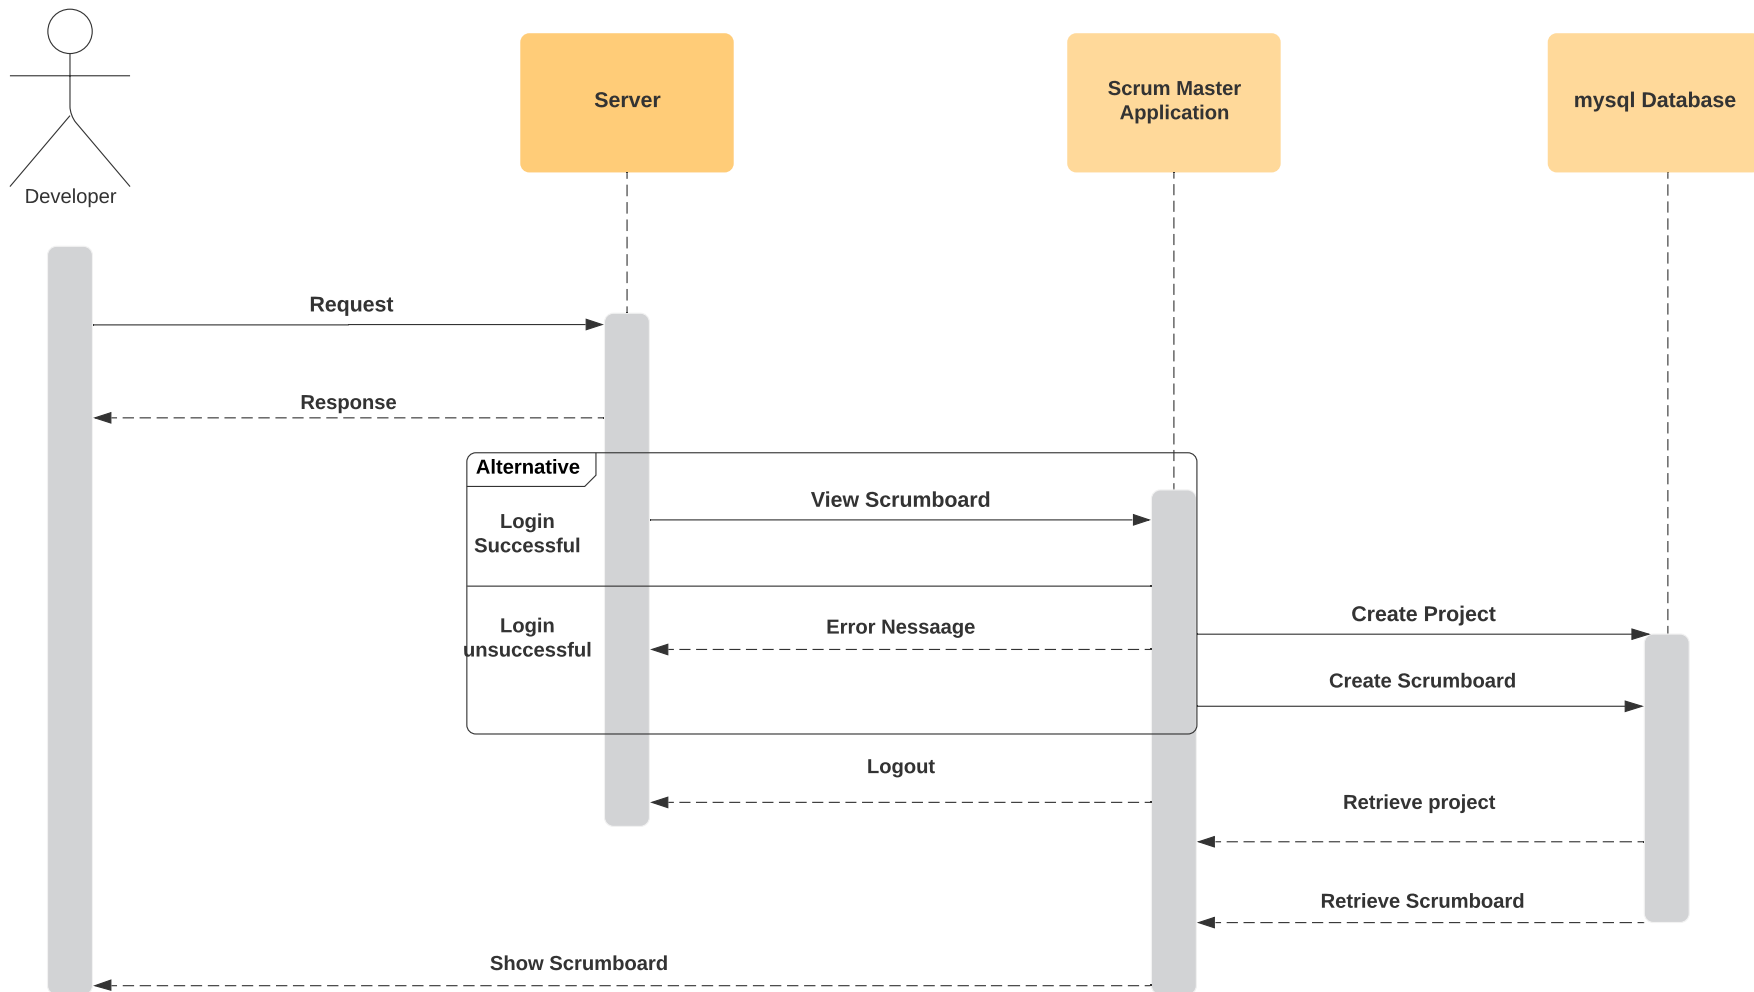 Developer
Server
Scrum Master
Application
mysql Database
Request
Response
Alternative
View Scrumboard
Login
Successful
Login
unsuccessful
Error Nessaage
Create Project
Create Scrumboard
Logout
Retrieve project
Retrieve Scrumboard
Show Scrumboard